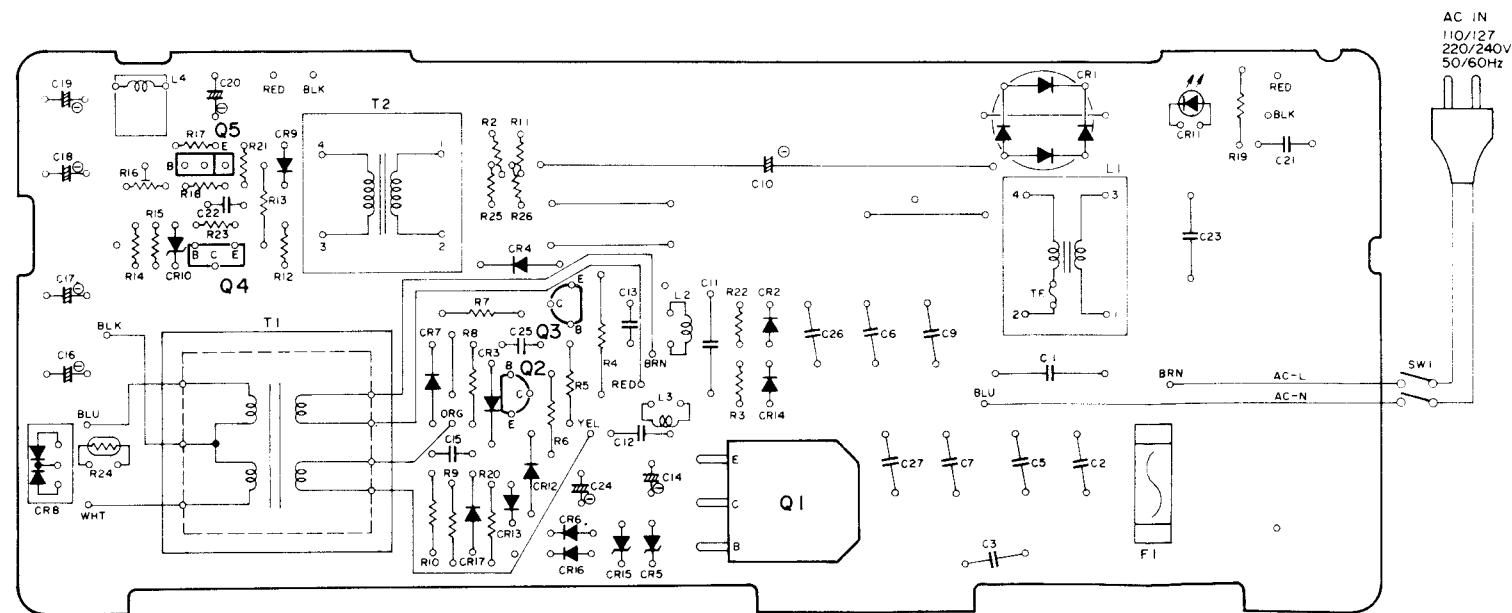 AC IN
110/127
220/240V
50/60Hz
C19
L4
C20
RED
BLK
T2
CR1
CR11
R19
RED
BLK
C21
C18
R17
Q5
E
B
R21
CR9
R16
R18
R13
C22
R23
R15
R14
CR10
B
C
E
Q4
R12
4
1
3
2
R2
R11
R25
R26
C10
L1
4
3
TF
2
1
C23
CR4
C17
BLK
T1
R7
CR7
R8
C25
CR3
Q3
E
C
B
Q2
B
C
E
C13
R4
R5
R6
L2
C11
BRN
RED
R22
CR2
R3
CR14
C26
C6
C9
C1
BRN
BLU
AC-L
AC-N
SW1
C16
BLU
CR8
R24
WHT
ORG
C15
YEL
L3
C12
R9
R20
R10
CR17
CR13
CR12
C24
C14
CR6
CR16
CR15
CR5
E
C
B
Q1
C27
C7
C5
C2
C3
F1